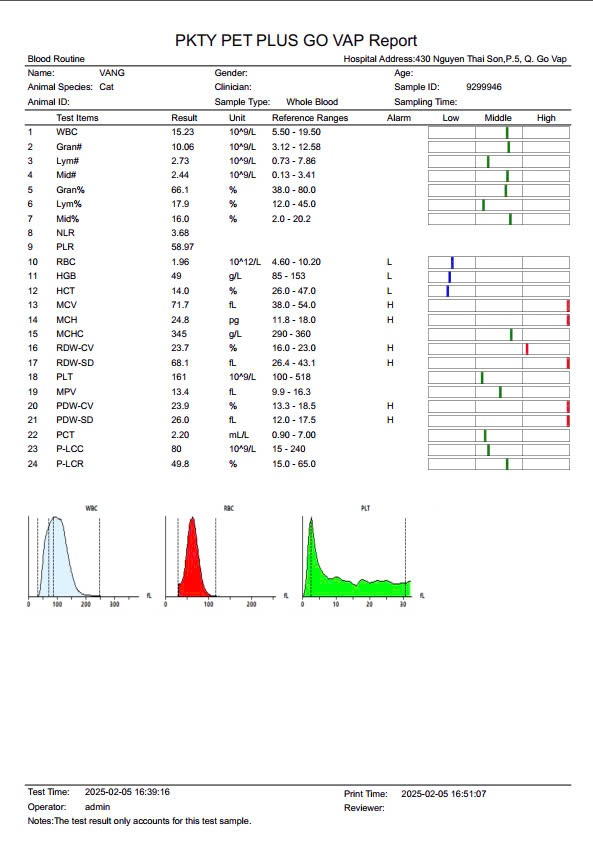 PKTY PET PLUS GO VAP Report
Blood Routine Hospital Address:430 Nguyen Thai Son,P.5, Q. Go Vap
Name: VANG Gender: Age:
Animal Species: Cat Clinician: Sample ID: 9299946
Animal ID: Sample Type: Whole Blood Sampling Time:
Test Items Result Unit Reference Ranges Alarm Low Middle High
1 WBC 15.23 10^9/L 5.50 - 19.50
2 Gran# 10.06 10^9/L 3.12 - 12.58
3 Lym# 2.73 10^9/L 0.73 - 7.86
4 Mid# 2.44 10^9/L 0.13 - 3.41
5 Gran% 66.1 % 38.0 - 80.0
6 Lym% 17.9 % 12.0 - 45.0
7 Mid% 16.0 % 2.0 - 20.2
8 NLR 3.68
9 PLR 58.97
10 RBC 1.96 10^12/L 4.60 - 10.20 L
11 HGB 49 g/L 85 - 153 L
12 HCT 14.0 % 26.0 - 47.0 L
13 MCV 71.7 fL 38.0 - 54.0 H
14 MCH 24.8 pg 11.8 - 18.0 H
15 MCHC 345 g/L 290 - 360
16 RDW-CV 23.7 % 16.0 - 23.0 H
17 RDW-SD 68.1 fL 26.4 - 43.1 H
18 PLT 161 10^9/L 100 - 518
19 MPV 13.4 fL 9.9 - 16.3
20 PDW-CV 23.9 % 13.3 - 18.5 H
21 PDW-SD 26.0 fL 12.0 - 17.5 H
22 PCT 2.20 mL/L 0.90 - 7.00
23 P-LCC 80 10^9/L 15 - 240
24 P-LCR 49.8 % 15.0 - 65.0
WBC RBC PLT
0 100 200 300 fL 0 100 200 fL 0 10 20 30 fL
Test Time: 2025-02-05 16:39:16 Print Time: 2025-02-05 16:51:07
Operator: admin Reviewer:
Notes:The test result only accounts for this test sample.